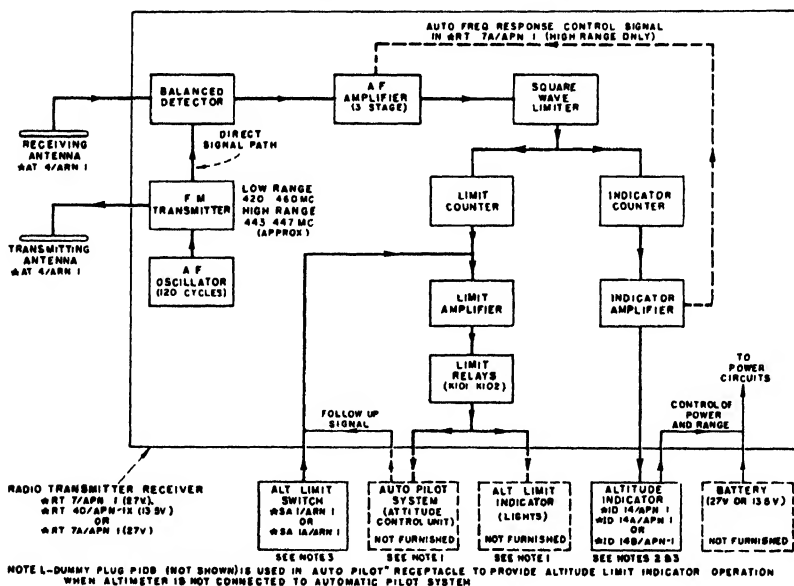 AUTO FREQ RESPONSE CONTROL SIGNAL
IN *RT 7A/APN 1 (HIGH RANGE ONLY)
BALANCED
DETECTOR
A F
AMPLIFIER
(3 STAGE)
SQUARE
WAVE
LIMITER
RECEIVING
ANTENNA
*AT 4/ARN 1
DIRECT
SIGNAL PATH
F M
TRANSMITTER
LOW RANGE
420 460 MC
HIGH RANGE
443 447 MC
(APPROX)
LIMIT
COUNTER
INDICATOR
COUNTER
TRANSMITTING
ANTENNA
*AT 4/ARN 1
A F
OSCILLATOR
(120 CYCLES)
LIMIT
AMPLIFIER
INDICATOR
AMPLIFIER
LIMIT
RELAYS
(K101 K102)
TO
POWER
CIRCUITS
FOLLOW UP
SIGNAL
CONTROL OF
POWER
AND RANGE
RADIO TRANSMITTER RECEIVER
*RT 7/APN 1 (27V),
*RT 40/APN-1X (13.5V)
OR
*RT 7A/APN 1 (27V)
ALT LIMIT
SWITCH
*SA 1/ARN 1
OR
*SA 1A/ARN 1
SEE NOTE 3
AUTO PILOT
SYSTEM
(ATTITUDE
CONTROL UNIT)
NOT FURNISHED
SEE NOTE 1
ALT LIMIT
INDICATOR
(LIGHTS)
NOT FURNISHED
SEE NOTE 1
ALTITUDE
INDICATOR
*ID 14/APN 1
*ID 14A/APN 1
OR
*ID 14B/APN-1
SEE NOTES 2 & 3
BATTERY
(27V OR 13.5V)
NOT FURNISHED
NOTE 1.-DUMMY PLUG P108 (NOT SHOWN) IS USED IN AUTO PILOT" RECEPTACLE TO PROVIDE ALTITUDE LIMIT INDICATOR OPERATION
WHEN ALTIMETER IS NOT CONNECTED TO AUTOMATIC PILOT SYSTEM